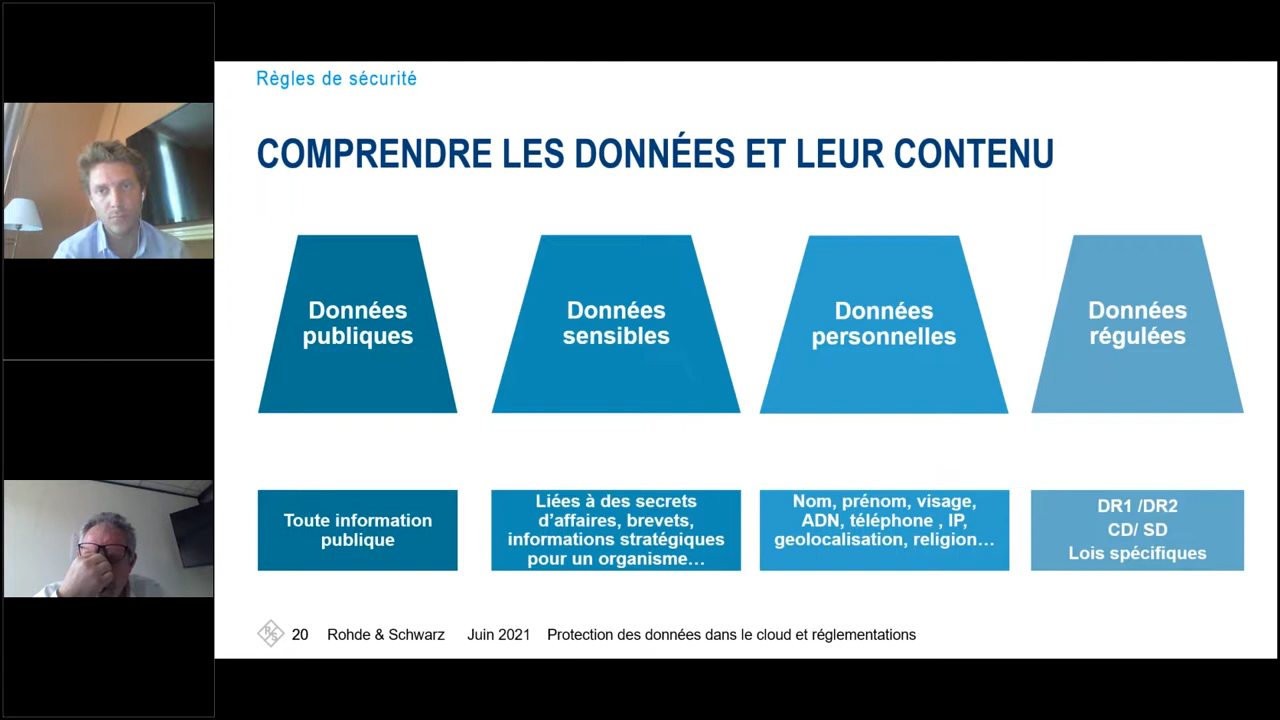 Règles de sécurité
COMPRENDRE LES DONNÉES ET LEUR CONTENU
Données
publiques
Données
sensibles
Données
personnelles
Données
régulées
Toute information
publique
Liées à des secrets
d’affaires, brevets,
informations stratégiques
pour un organisme…
Nom, prénom, visage,
ADN, téléphone , IP,
geolocalisation, religion…
DR1 /DR2
CD/ SD
Lois spécifiques
R S
20 Rohde & Schwarz Juin 2021 Protection des données dans le cloud et réglementations